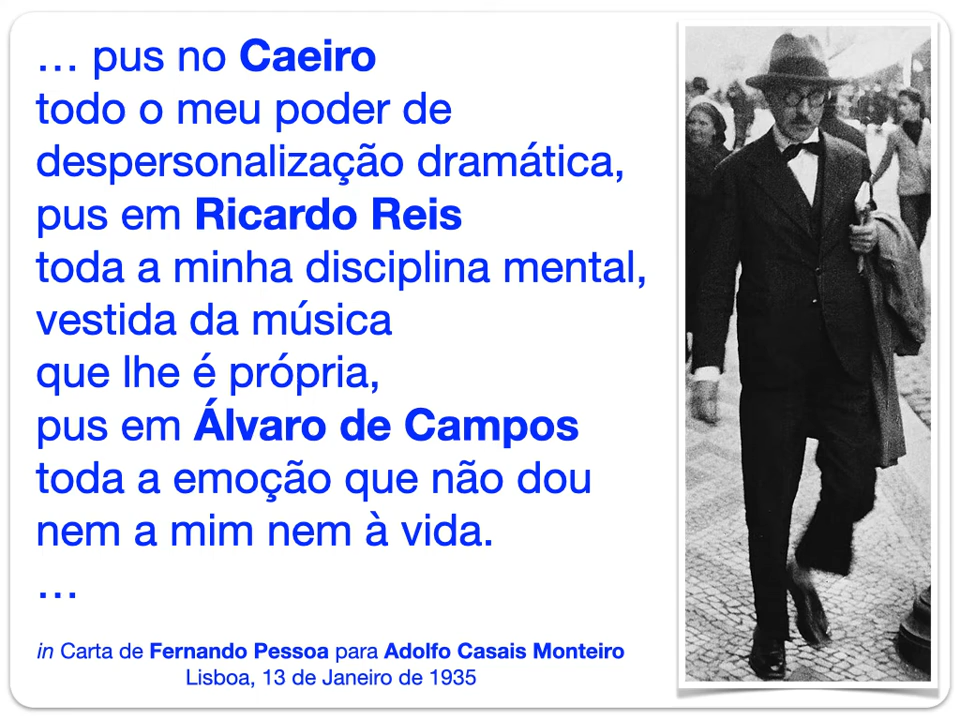 … pus no Caeiro
todo o meu poder de
despersonalização dramática,
pus em Ricardo Reis
toda a minha disciplina mental,
vestida da música
que lhe é própria,
pus em Álvaro de Campos
toda a emoção que não dou
nem a mim nem à vida.
…
in Carta de Fernando Pessoa para Adolfo Casais Monteiro
Lisboa, 13 de Janeiro de 1935